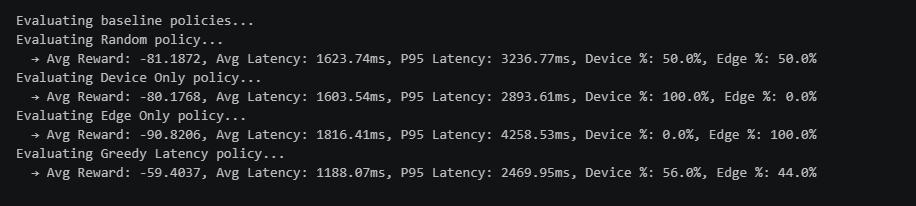 Evaluating baseline policies...
Evaluating Random policy...
→ Avg Reward: -81.1872, Avg Latency: 1623.74ms, P95 Latency: 3236.77ms, Device %: 50.0%, Edge %: 50.0%
Evaluating Device Only policy...
→ Avg Reward: -80.1768, Avg Latency: 1603.54ms, P95 Latency: 2893.61ms, Device %: 100.0%, Edge %: 0.0%
Evaluating Edge Only policy...
→ Avg Reward: -90.8206, Avg Latency: 1816.41ms, P95 Latency: 4258.53ms, Device %: 0.0%, Edge %: 100.0%
Evaluating Greedy Latency policy...
→ Avg Reward: -59.4037, Avg Latency: 1188.07ms, P95 Latency: 2469.95ms, Device %: 56.0%, Edge %: 44.0%